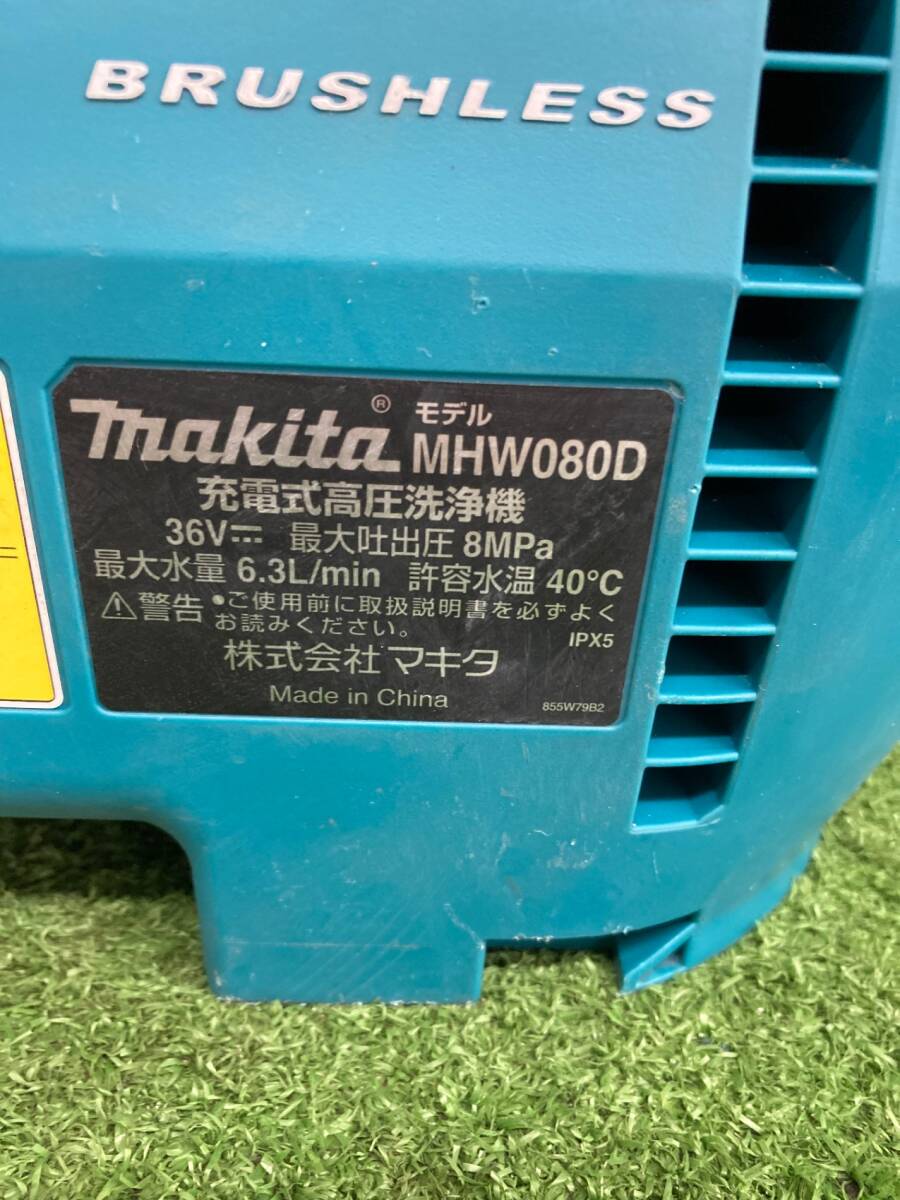 BRUSHLESS
makita® モデル MHW080D
充電式高圧洗浄機
36V⎓ 最大吐出圧 8MPa
最大水量 6.3L/min 許容水温 40°C
⚠警告 •ご使用前に取扱説明書を必ずよく
お読みください。 IPX5
株式会社マキタ
Made in China 855W79B2